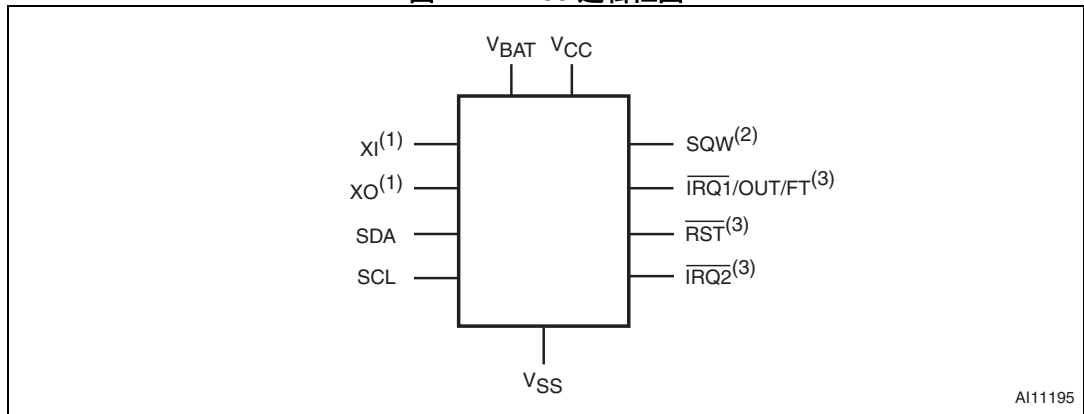 V_BAT V_CC
XI(1)
XO(1)
SDA
SCL
SQW(2)
IRQ1/OUT/FT(3)
RST(3)
IRQ2(3)
V_SS
AI11195